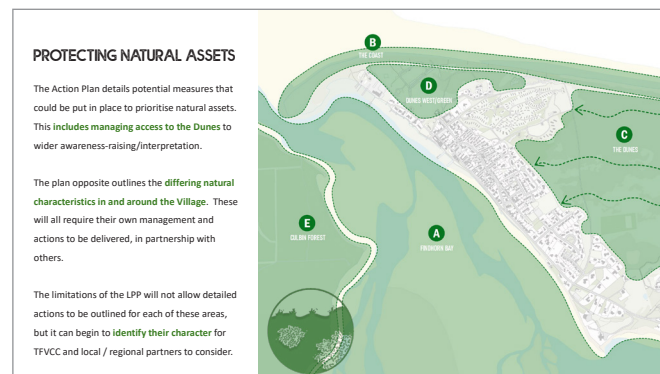 PROTECTING NATURAL ASSETS
The Action Plan details potential measures that
could be put in place to prioritise natural assets.
This includes managing access to the Dunes to
wider awareness-raising/interpretation.
The plan opposite outlines the differing natural
characteristics in and around the Village. These
will all require their own management and
actions to be delivered, in partnership with
others.
The limitations of the LPP will not allow detailed
actions to be outlined for each of these areas,
but it can begin to identify their character for
TFVCC and local / regional partners to consider.
B
THE COAST
D
DUNES WEST/GREEN
C
THE DUNES
E
CULBIN FOREST
A
FINDHORN BAY